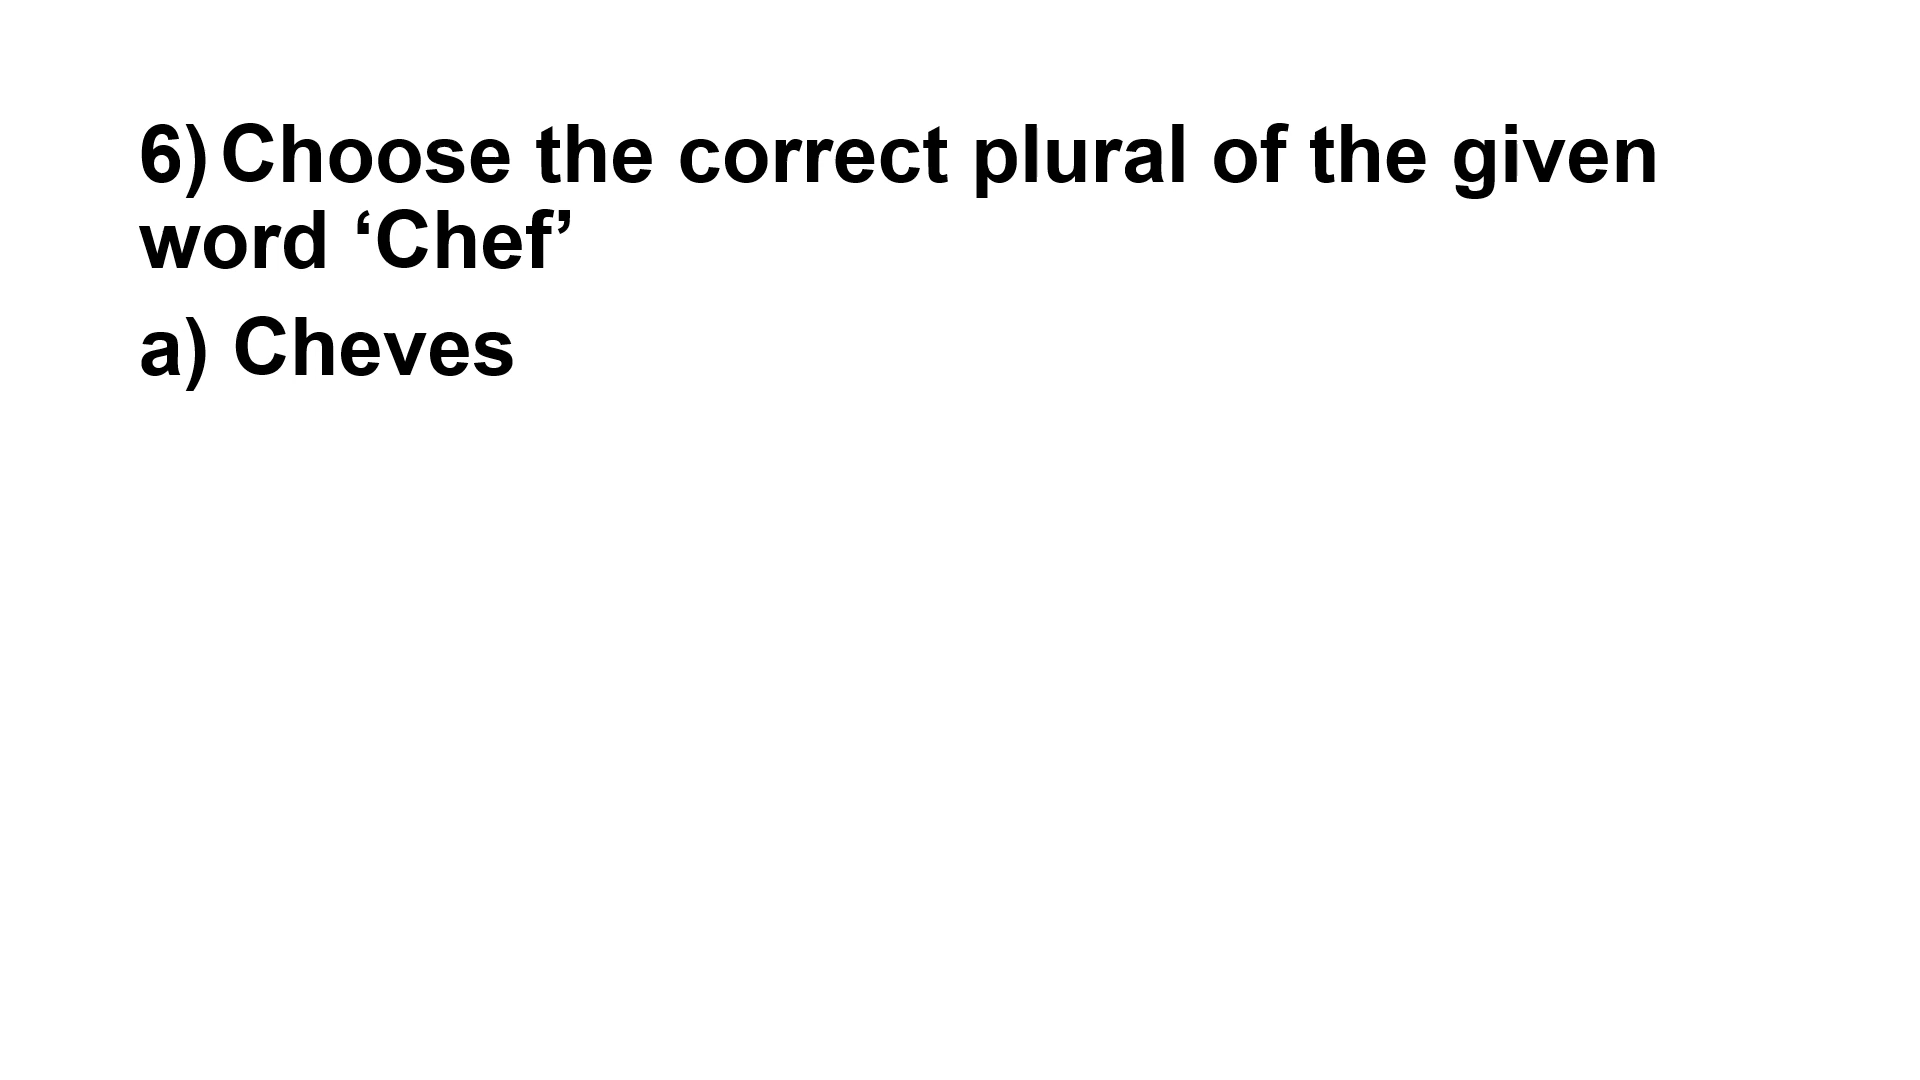 6) Choose the correct plural of the given
word ‘Chef’
a) Cheves